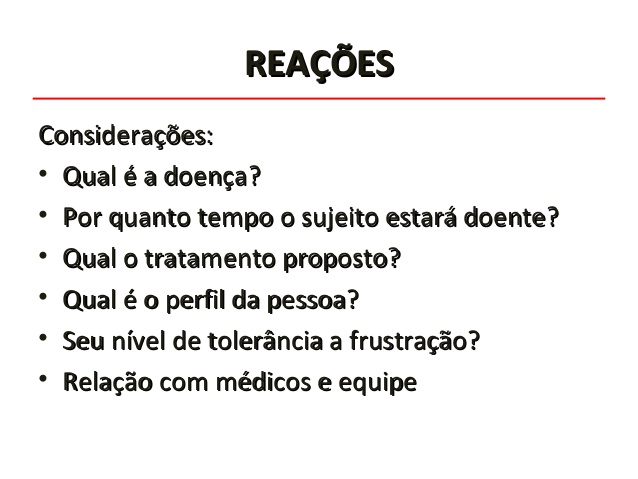 REAÇÕES
Considerações:
• Qual é a doença?
• Por quanto tempo o sujeito estará doente?
• Qual o tratamento proposto?
• Qual é o perfil da pessoa?
• Seu nível de tolerância a frustração?
• Relação com médicos e equipe